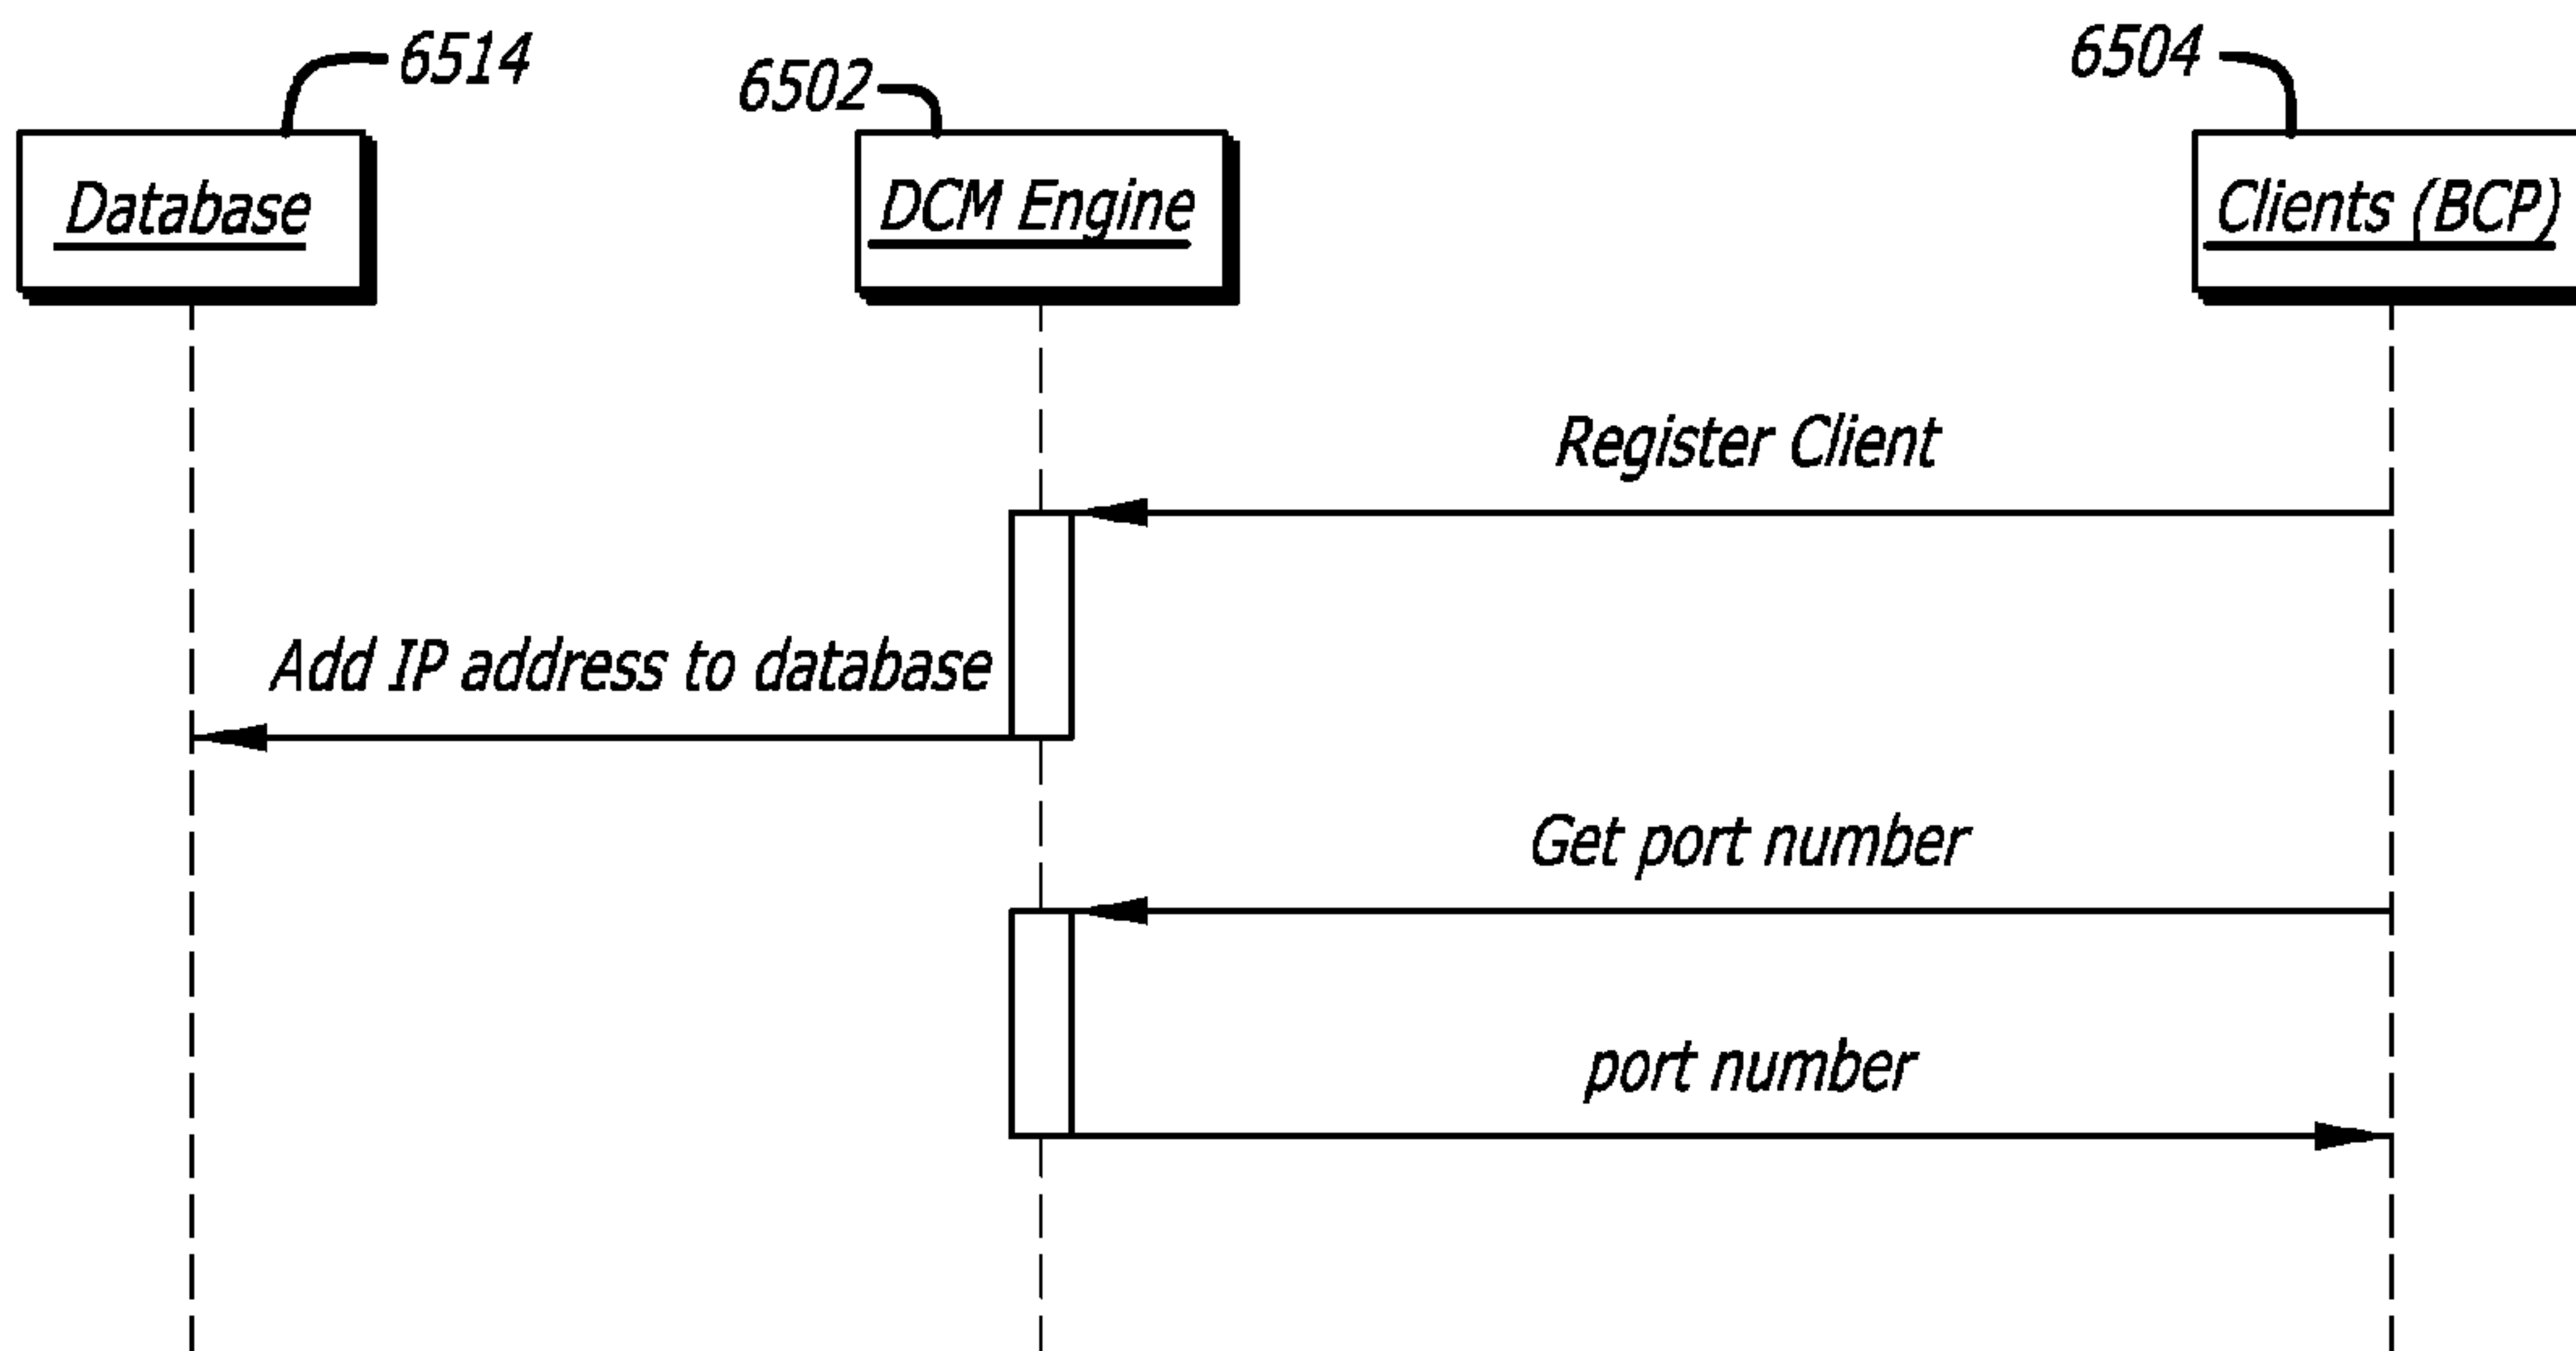 6514
6502
6504
Database
DCM Engine
Clients (BCP)
Register Client
Add IP address to database
Get port number
port number